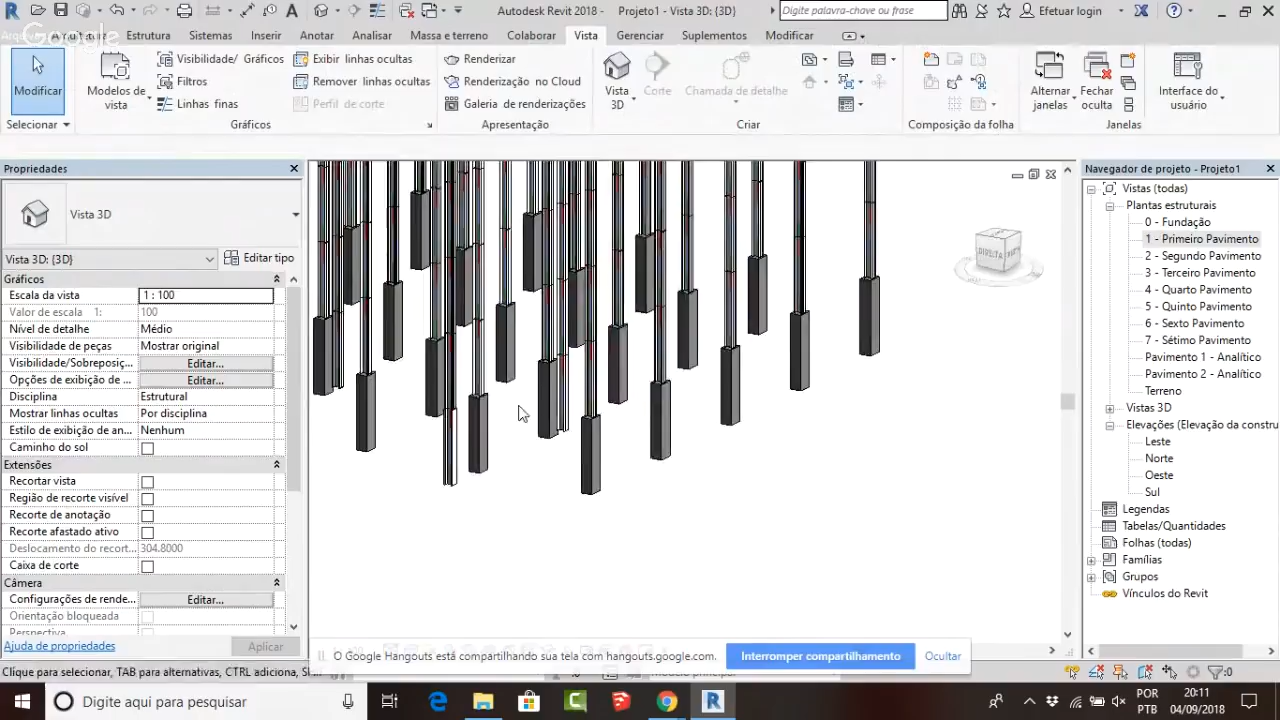 Autodesk Revit 2018 - Projeto1 - Vista 3D: {3D}
Digite palavra-chave ou frase
Efetuar login
Google
Estrutura Sistemas Inserir Anotar Analisar Massa e terreno Colaborar Vista Gerenciar Suplementos Modificar
Modificar
Selecionar
Modelos de vista
Visibilidade/ Gráficos
Filtros
Linhas finas
Exibir linhas ocultas
Remover linhas ocultas
Perfil de corte
Gráficos
Renderizar
Renderização no Cloud
Galeria de renderizações
Apresentação
Vista 3D
Corte
Chamada de detalhe
Criar
Composição da folha
Alternar janelas
Fechar oculta
Janelas
Interface do usuário
Propriedades
Vista 3D
Vista 3D: {3D}
Editar tipo
Gráficos
Escala da vista 1 : 100
Valor de escala 1: 100
Nível de detalhe Médio
Visibilidade de peças Mostrar original
Visibilidade/Sobreposiç... Editar...
Opções de exibição de ... Editar...
Disciplina Estrutural
Mostrar linhas ocultas Por disciplina
Estilo de exibição de an... Nenhum
Caminho do sol
Extensões
Recortar vista
Região de recorte visível
Recorte de anotação
Recorte afastado ativo
Deslocamento do recort... 304.8000
Caixa de corte
Câmera
Configurações de rende... Editar...
Orientação bloqueada
Perspectiva
Ajuda de propriedades Aplicar
DIREITA
Navegador de projeto - Projeto1
Vistas (todas)
Plantas estruturais
0 - Fundação
1 - Primeiro Pavimento
2 - Segundo Pavimento
3 - Terceiro Pavimento
4 - Quarto Pavimento
5 - Quinto Pavimento
6 - Sexto Pavimento
7 - Sétimo Pavimento
Pavimento 1 - Analítico
Pavimento 2 - Analítico
Terreno
Vistas 3D
Elevações (Elevação da constru
Leste
Norte
Oeste
Sul
Legendas
Tabelas/Quantidades
Folhas (todas)
Famílias
Grupos
Vínculos do Revit
O Google Hangouts está compartilhando sua tela com hangouts.google.com. Interromper compartilhamento Ocultar
Clique para selecionar, TAB para alternativas, CTRL adiciona, S
:0
Digite aqui para pesquisar
POR
PTB
20:11
04/09/2018